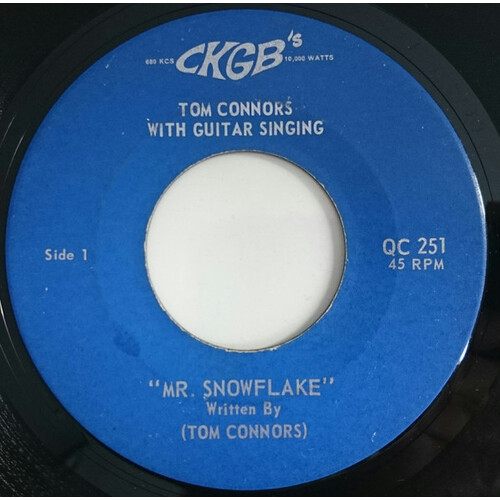 CKGB's
680 KCS 10,000 WATTS
TOM CONNORS
WITH GUITAR SINGING
Side 1
QC 251
45 RPM
"MR. SNOWFLAKE"
Written By
(TOM CONNORS)